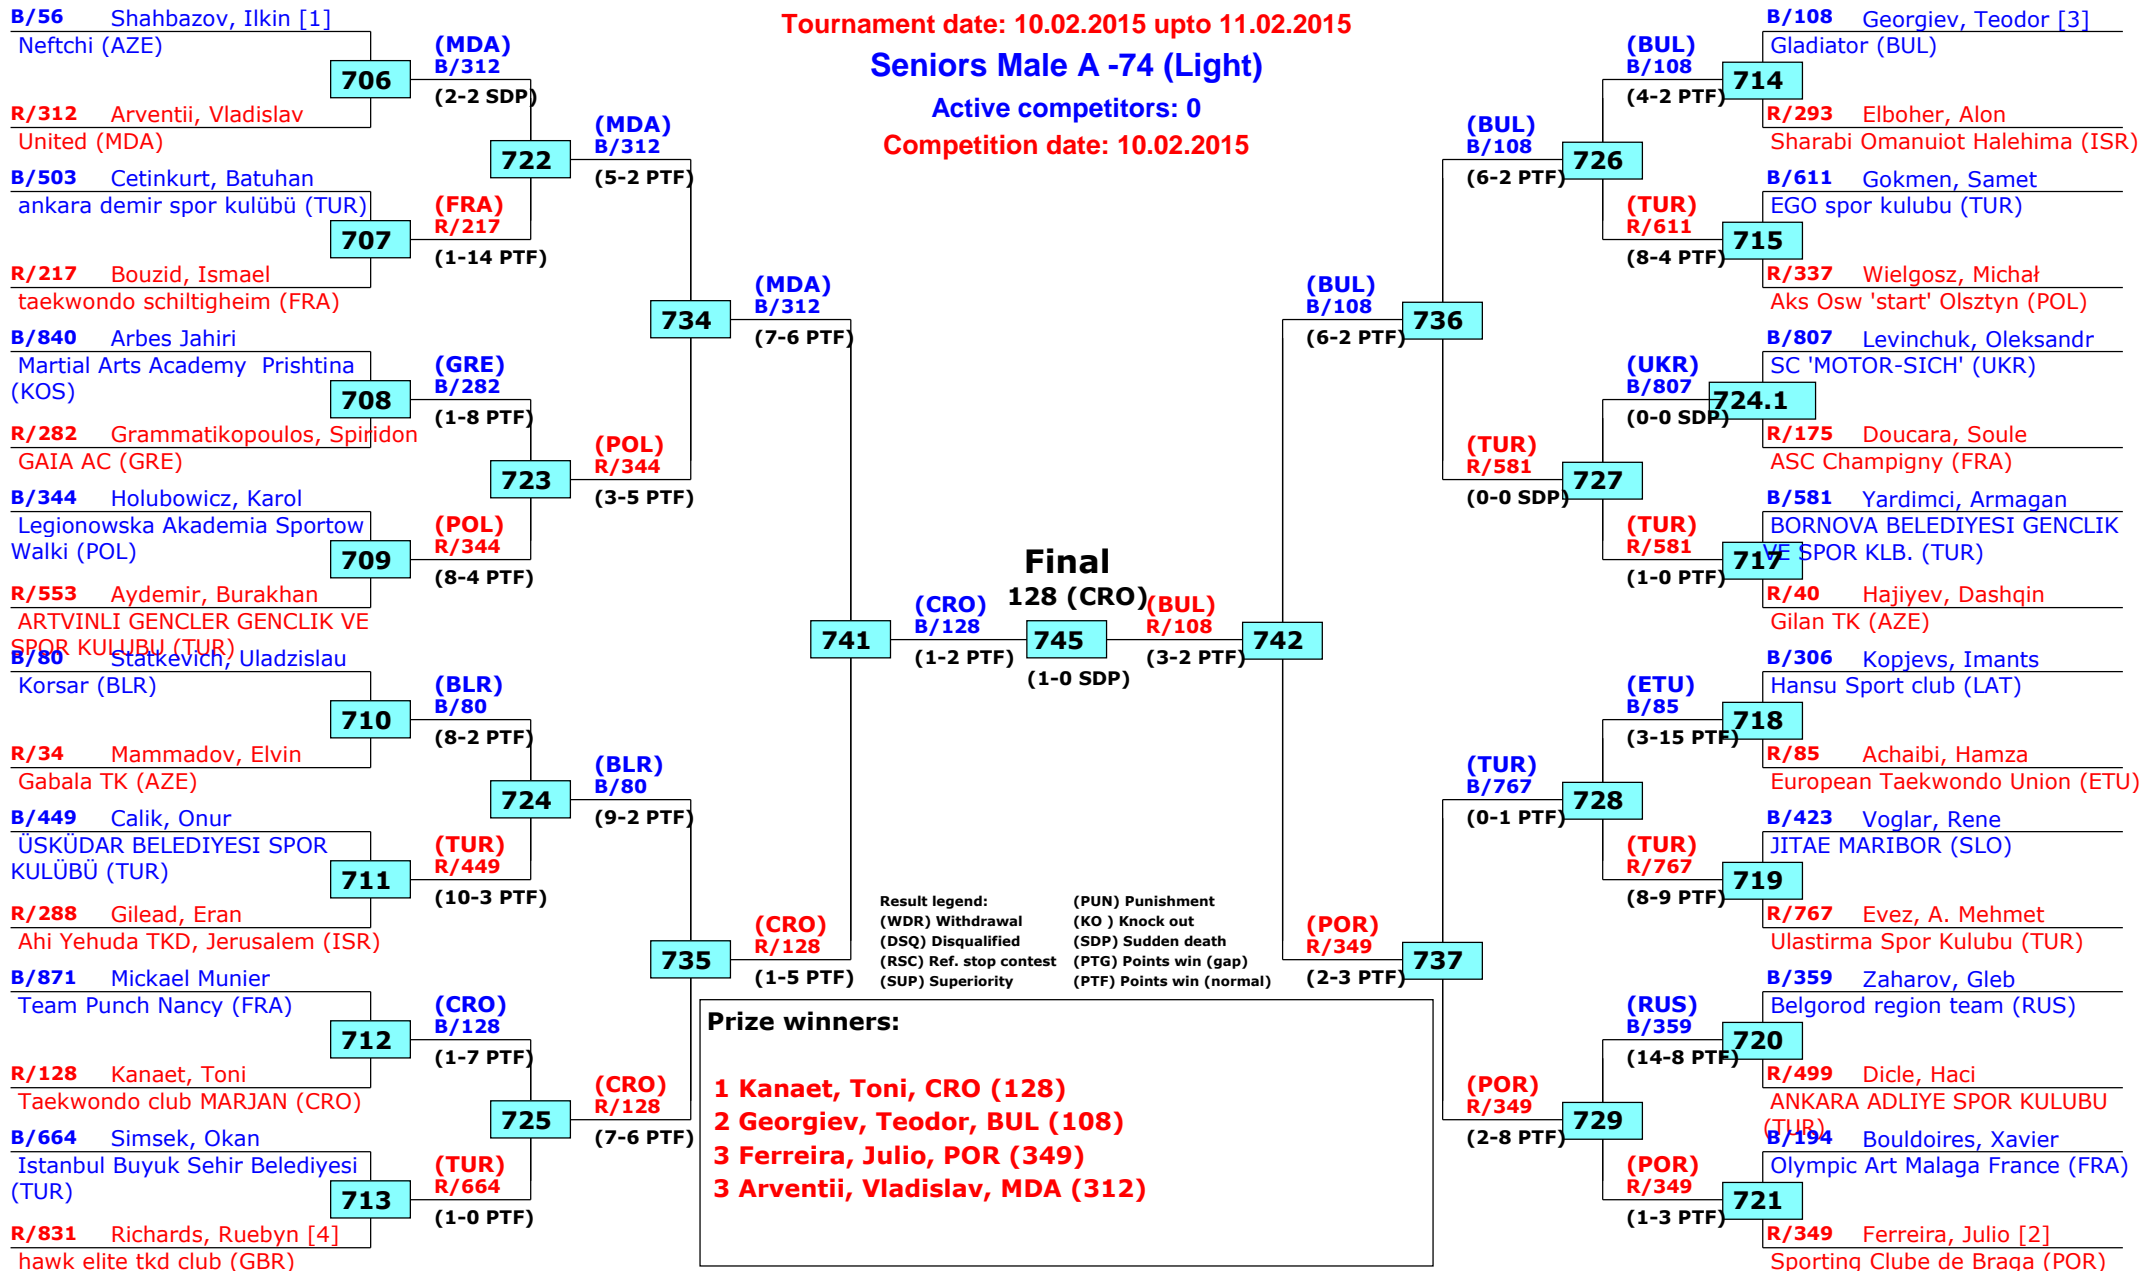 Tournament date: 10.02.2015 upto 11.02.2015
Seniors Male A -74 (Light)
Active competitors: 0
Competition date: 10.02.2015
B/56 Shahbazov, Ilkin [1]
Neftchi (AZE)
706
R/312 Arventii, Vladislav
United (MDA)
B/503 Cetinkurt, Batuhan
ankara demir spor kulübü (TUR)
707
R/217 Bouzid, Ismael
taekwondo schiltigheim (FRA)
B/840 Arbes Jahiri
Martial Arts Academy Prishtina
(KOS)
708
R/282 Grammatikopoulos, Spiridon
GAIA AC (GRE)
B/344 Holubowicz, Karol
Legionowska Akademia Sportow
Walki (POL)
709
R/553 Aydemir, Burakhan
ARTVINLI GENCLER GENCLIK VE
SPOR KULUBU (TUR)
B/80 Statkevich, Uladzislau
Korsar (BLR)
710
R/34 Mammadov, Elvin
Gabala TK (AZE)
B/449 Calik, Onur
ÜSKÜDAR BELEDIYESI SPOR
KULÜBÜ (TUR)
711
R/288 Gilead, Eran
Ahi Yehuda TKD, Jerusalem (ISR)
B/871 Mickael Munier
Team Punch Nancy (FRA)
712
R/128 Kanaet, Toni
Taekwondo club MARJAN (CRO)
B/664 Simsek, Okan
Istanbul Buyuk Sehir Belediyesi
(TUR)
713
R/831 Richards, Ruebyn [4]
hawk elite tkd club (GBR)
(MDA)
B/312
(2-2 SDP)
722
(FRA)
R/217
(1-14 PTF)
(GRE)
B/282
(1-8 PTF)
723
(POL)
R/344
(8-4 PTF)
(BLR)
B/80
(8-2 PTF)
724
(TUR)
R/449
(10-3 PTF)
(CRO)
B/128
(1-7 PTF)
725
(TUR)
R/664
(1-0 PTF)
(MDA)
B/312
(5-2 PTF)
734
(POL)
R/344
(3-5 PTF)
(BLR)
B/80
(9-2 PTF)
735
(CRO)
R/128
(7-6 PTF)
(MDA)
B/312
(7-6 PTF)
741
(CRO)
R/128
(1-5 PTF)
(CRO)
B/128
(1-2 PTF)
Final
128 (CRO)
745
(1-0 SDP)
(BUL)
R/108
(3-2 PTF)
742
(BUL)
B/108
(6-2 PTF)
736
(POR)
R/349
(2-3 PTF)
737
(BUL)
B/108
(6-2 PTF)
726
(TUR)
R/581
(0-0 SDP)
727
(TUR)
B/767
(0-1 PTF)
728
(POR)
R/349
(2-8 PTF)
729
(BUL)
B/108
(4-2 PTF)
(TUR)
R/611
(8-4 PTF)
(UKR)
B/807
(0-0 SDP)
(TUR)
R/581
(1-0 PTF)
(ETU)
B/85
(3-15 PTF)
(TUR)
R/767
(8-9 PTF)
(RUS)
B/359
(14-8 PTF)
(POR)
R/349
(1-3 PTF)
B/108 Georgiev, Teodor [3]
Gladiator (BUL)
714
R/293 Elboher, Alon
Sharabi Omanuiot Halehima (ISR)
B/611 Gokmen, Samet
EGO spor kulubu (TUR)
715
R/337 Wielgosz, Michał
Aks Osw 'start' Olsztyn (POL)
B/807 Levinchuk, Oleksandr
SC 'MOTOR-SICH' (UKR)
724.1
R/175 Doucara, Soule
ASC Champigny (FRA)
B/581 Yardimci, Armagan
BORNOVA BELEDIYESI GENCLIK
VE SPOR KLB. (TUR)
717
R/40 Hajiyev, Dashqin
Gilan TK (AZE)
B/306 Kopjevs, Imants
Hansu Sport club (LAT)
718
R/85 Achaibi, Hamza
European Taekwondo Union (ETU)
B/423 Voglar, Rene
JITAE MARIBOR (SLO)
719
R/767 Evez, A. Mehmet
Ulastirma Spor Kulubu (TUR)
B/359 Zaharov, Gleb
Belgorod region team (RUS)
720
R/499 Dicle, Haci
ANKARA ADLIYE SPOR KULUBU
(TUR)
B/194 Bouldoires, Xavier
Olympic Art Malaga France (FRA)
721
R/349 Ferreira, Julio [2]
Sporting Clube de Braga (POR)
Result legend:
(WDR) Withdrawal
(DSQ) Disqualified
(RSC) Ref. stop contest
(SUP) Superiority
(PUN) Punishment
(KO ) Knock out
(SDP) Sudden death
(PTG) Points win (gap)
(PTF) Points win (normal)
Prize winners:
1 Kanaet, Toni, CRO (128)
2 Georgiev, Teodor, BUL (108)
3 Ferreira, Julio, POR (349)
3 Arventii, Vladislav, MDA (312)